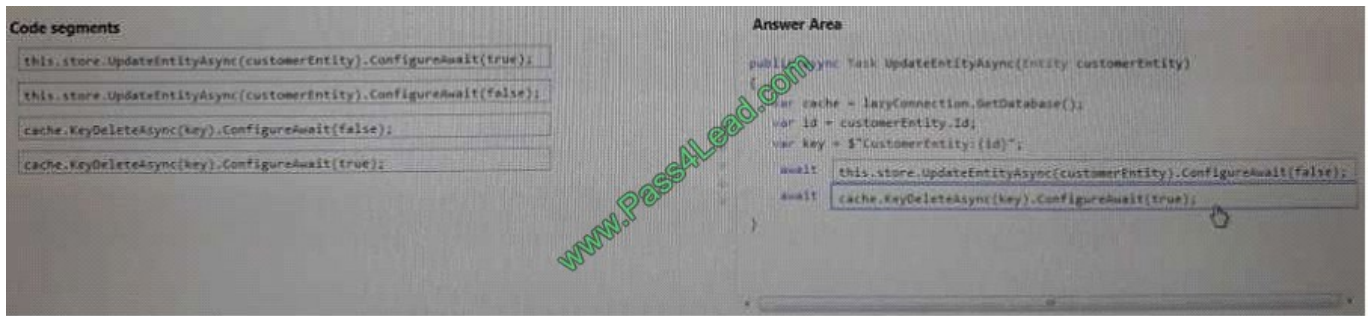 Code segments
this.store.UpdateEntityAsync(customerEntity).ConfigureAwait(true);
this.store.UpdateEntityAsync(customerEntity).ConfigureAwait(false);
cache.KeyDeleteAsync(key).ConfigureAwait(false);
cache.KeyDeleteAsync(key).ConfigureAwait(true);
Answer Area
public async Task UpdateEntityAsync(Entity customerEntity)
{
var cache = lazyConnection.GetDatabase();
var id = customerEntity.Id;
var key = $"CustomerEntity:{id}";
await this.store.UpdateEntityAsync(customerEntity).ConfigureAwait(false);
await cache.KeyDeleteAsync(key).ConfigureAwait(true);
}
www.Pass4Lead.com